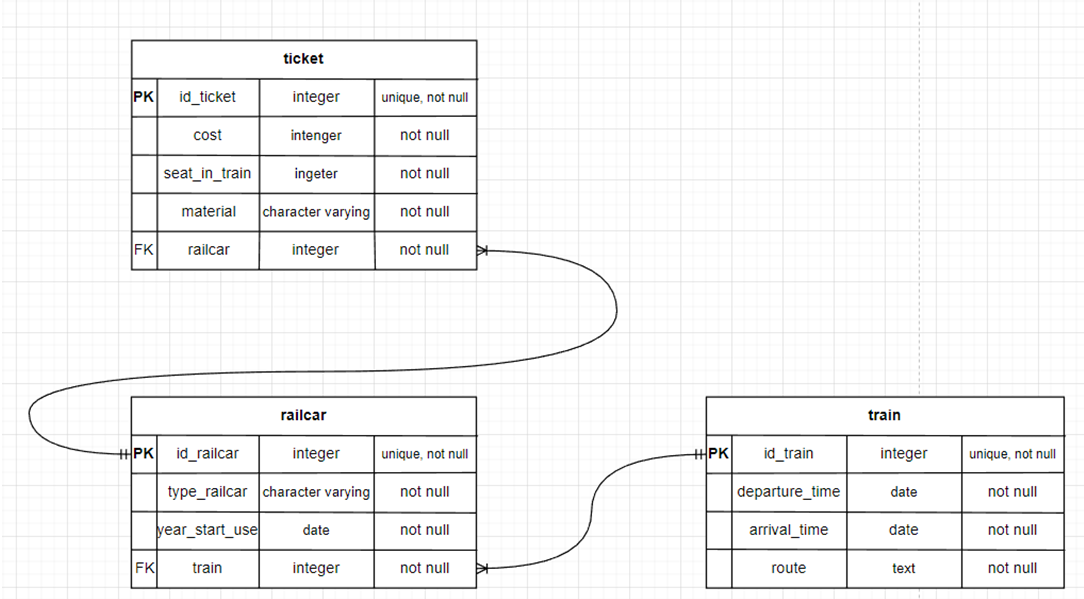 ticket
PK id_ticket integer unique, not null
cost intenger not null
seat_in_train ingeter not null
material character varying not null
FK railcar integer not null
railcar
PK id_railcar integer unique, not null
type_railcar character varying not null
year_start_use date not null
FK train integer not null
train
PK id_train integer unique, not null
departure_time date not null
arrival_time date not null
route text not null